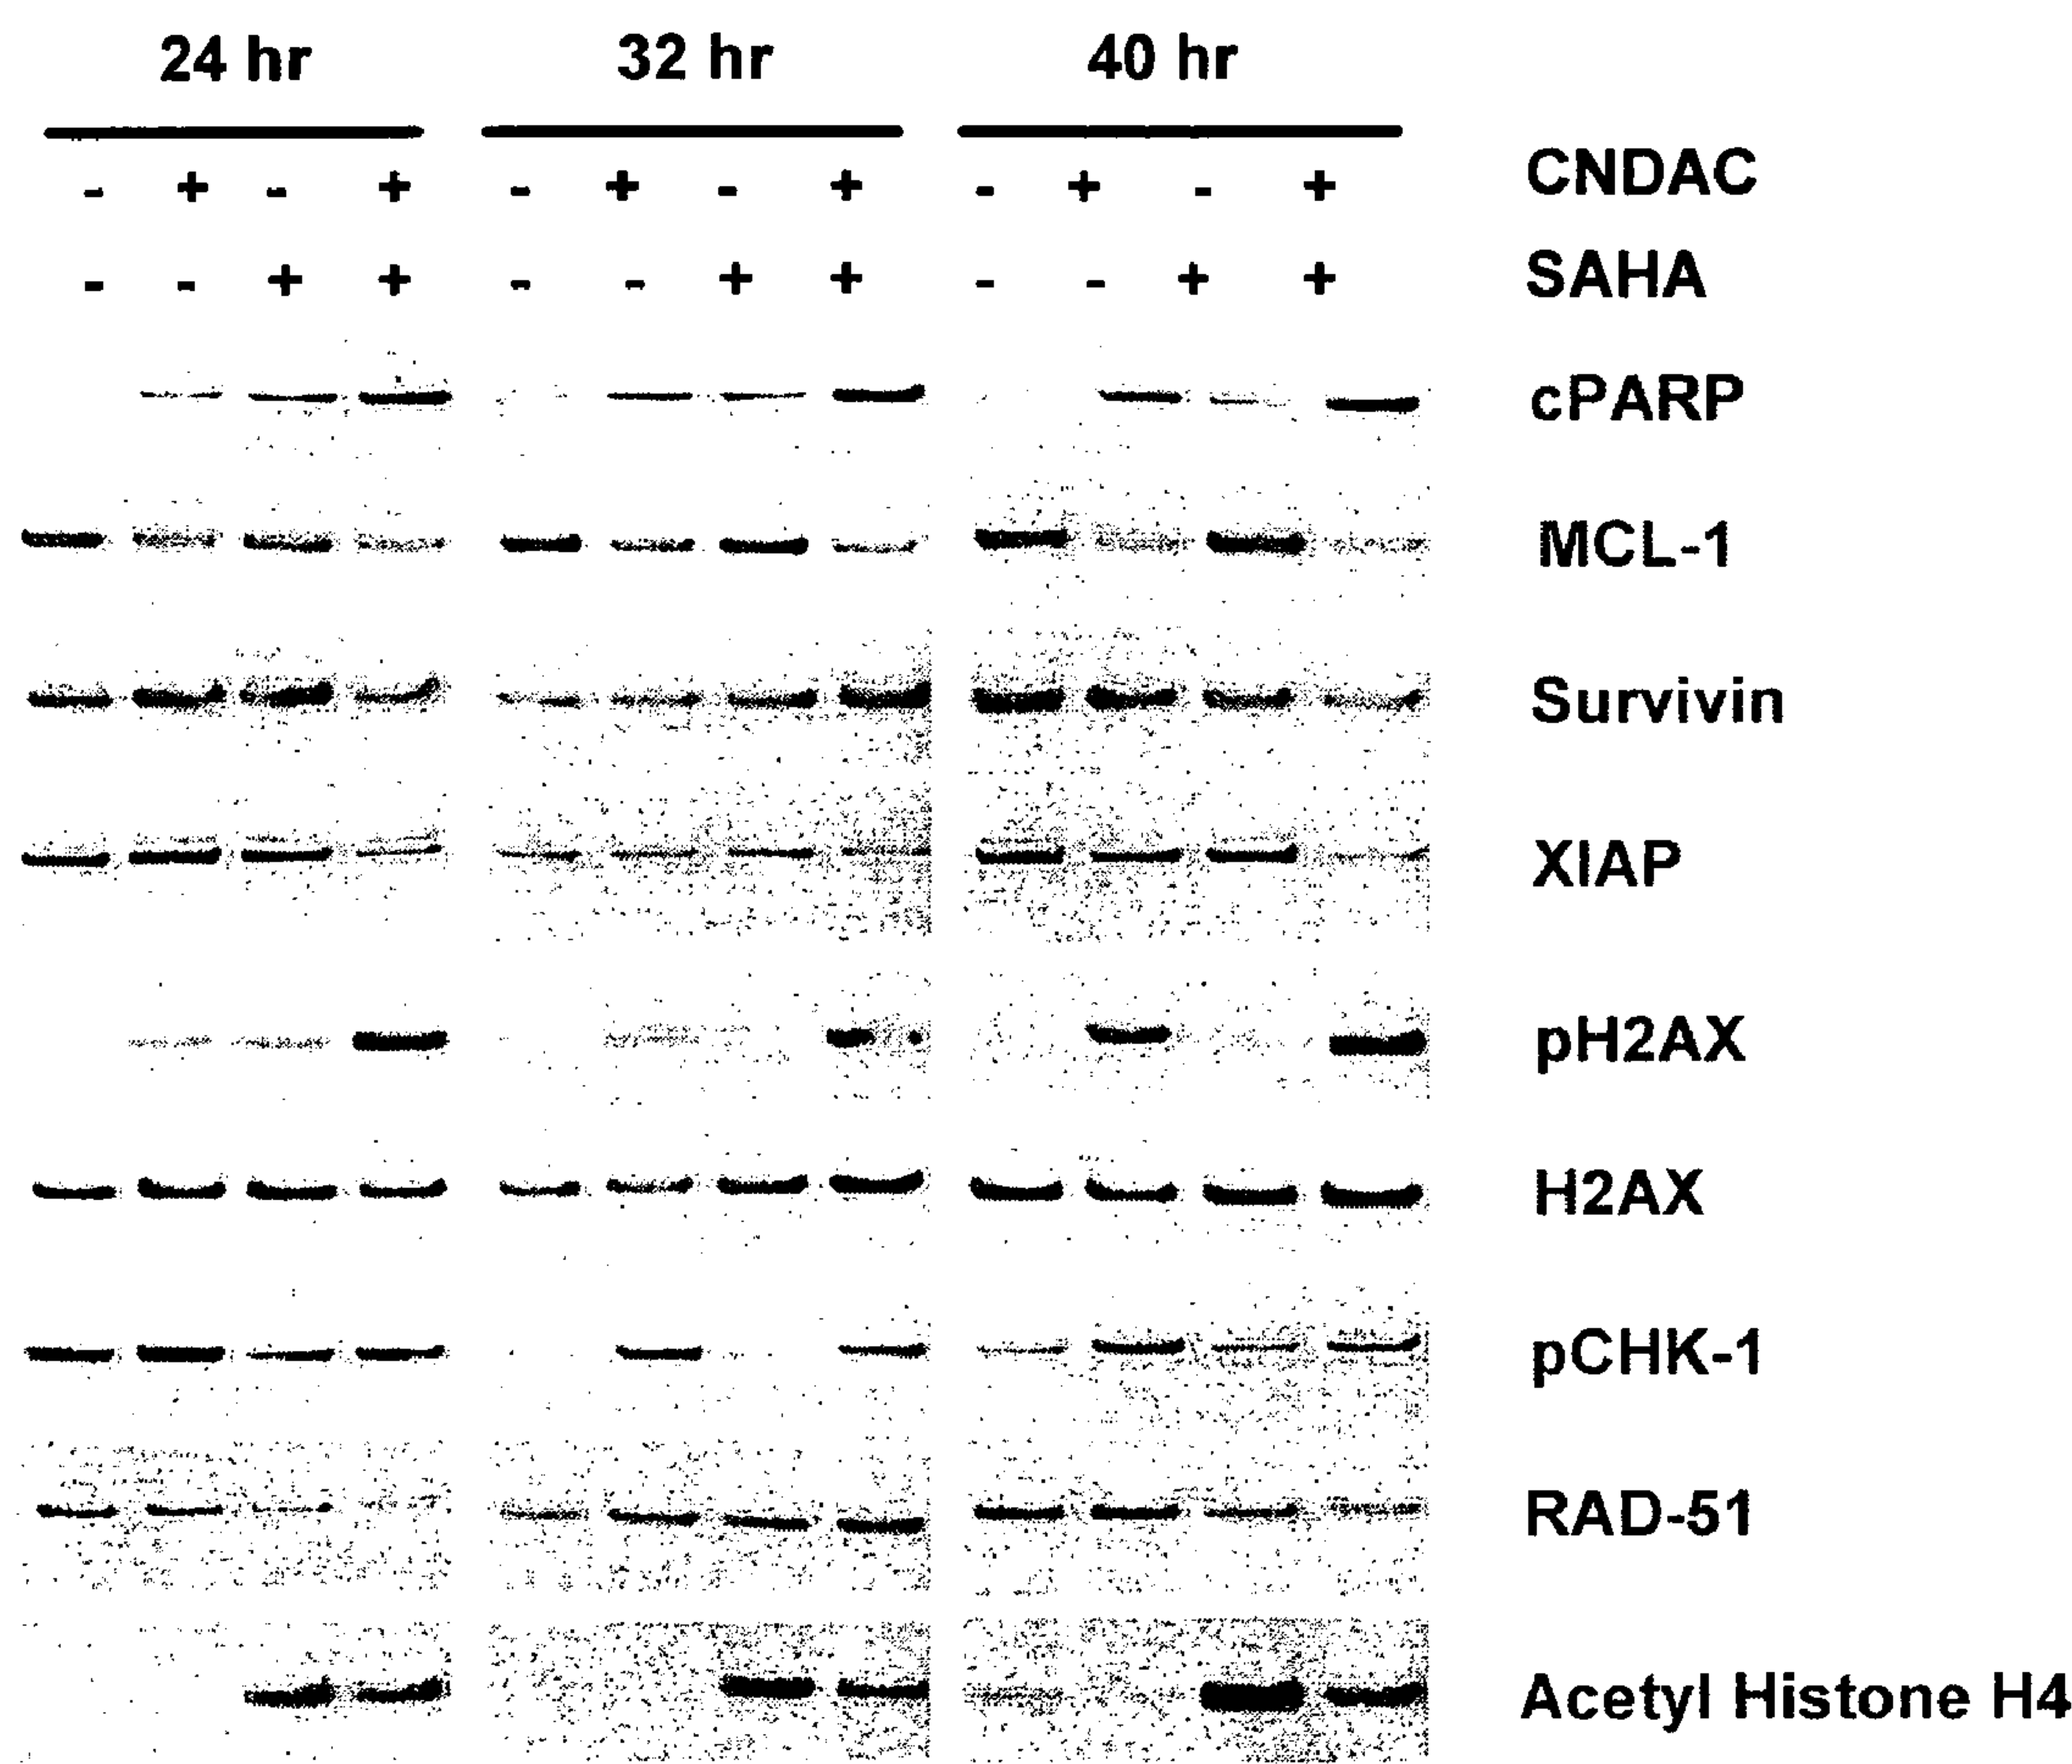 24 hr 32 hr 40 hr
- + - + - + - + - + - + CNDAC
- - + + - - + + - - + + SAHA
cPARP
MCL-1
Survivin
XIAP
pH2AX
H2AX
pCHK-1
RAD-51
Acetyl Histone H4